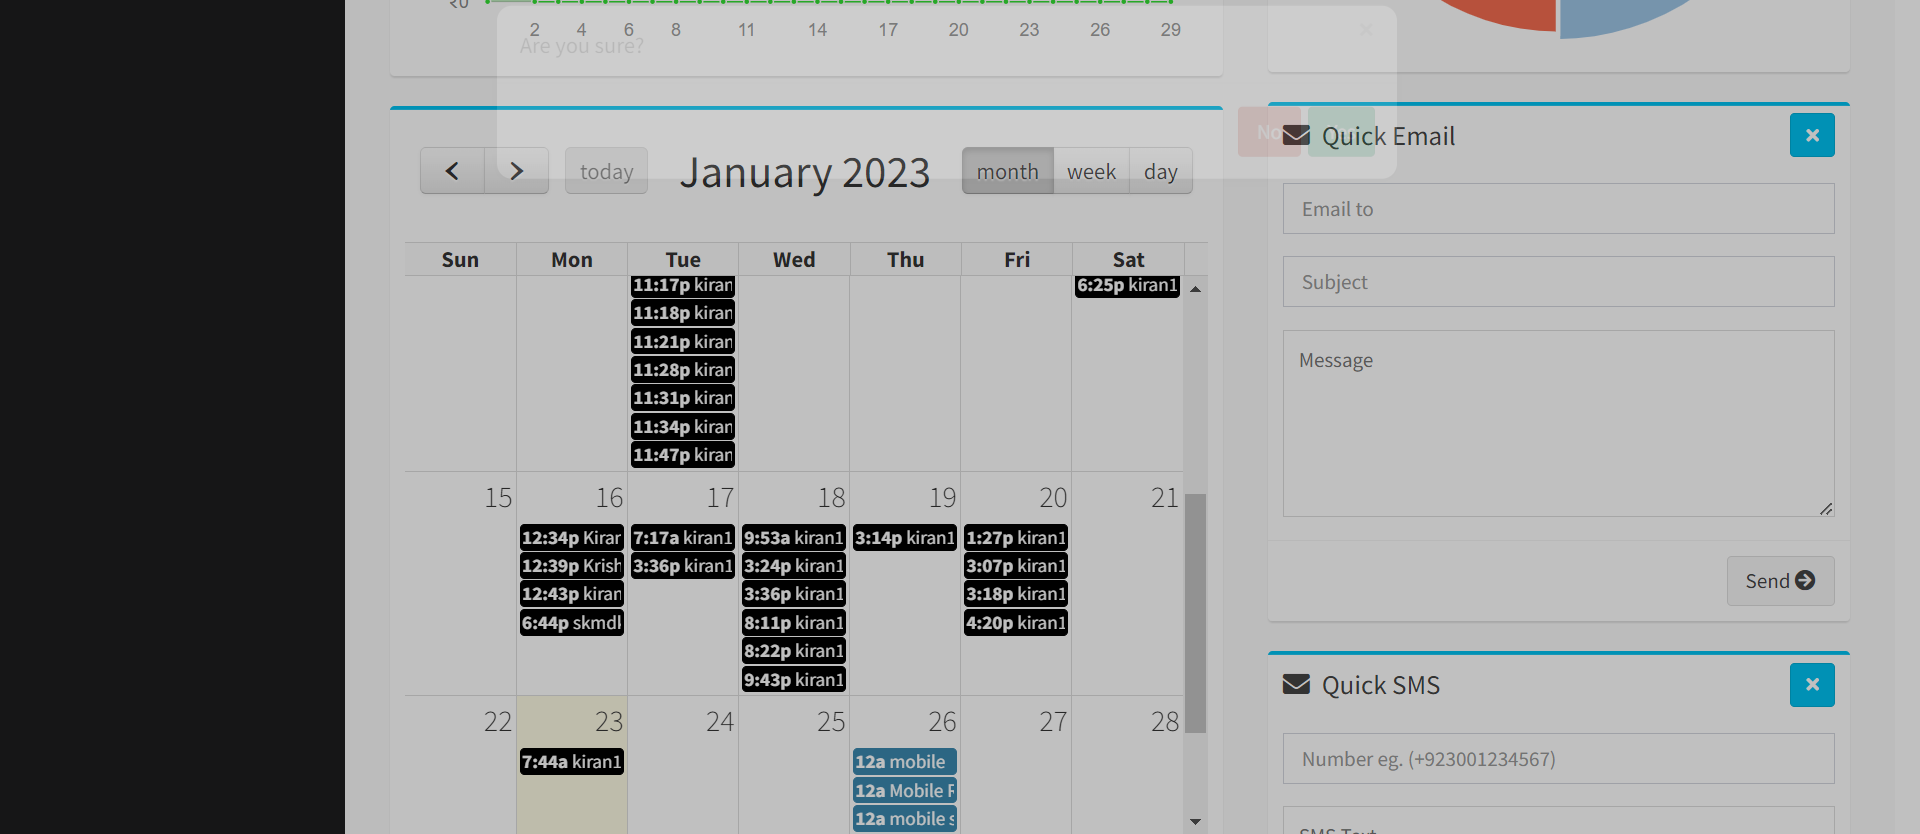 ₹0
2 4 6 8 11 14 17 20 23 26 29
Are you sure?
No
today
January 2023
month week day
Sun Mon Tue Wed Thu Fri Sat
11:17p kiran
6:25p kiran1
11:18p kiran
11:21p kiran
11:28p kiran
11:31p kiran
11:34p kiran
11:47p kiran
15 16 17 18 19 20 21
12:34p Kiran 7:17a kiran1 9:53a kiran1 3:14p kiran1 1:27p kiran1
12:39p Krish 3:36p kiran1 3:24p kiran1 3:07p kiran1
12:43p kiran 3:36p kiran1 3:18p kiran1
6:44p skmdk 8:11p kiran1 4:20p kiran1
8:22p kiran1
9:43p kiran1
22 23 24 25 26 27 28
7:44a kiran1 12a mobile
12a Mobile R
12a mobile s
Quick Email
Email to
Subject
Message
Send
Quick SMS
Number eg. (+923001234567)
SMS Text